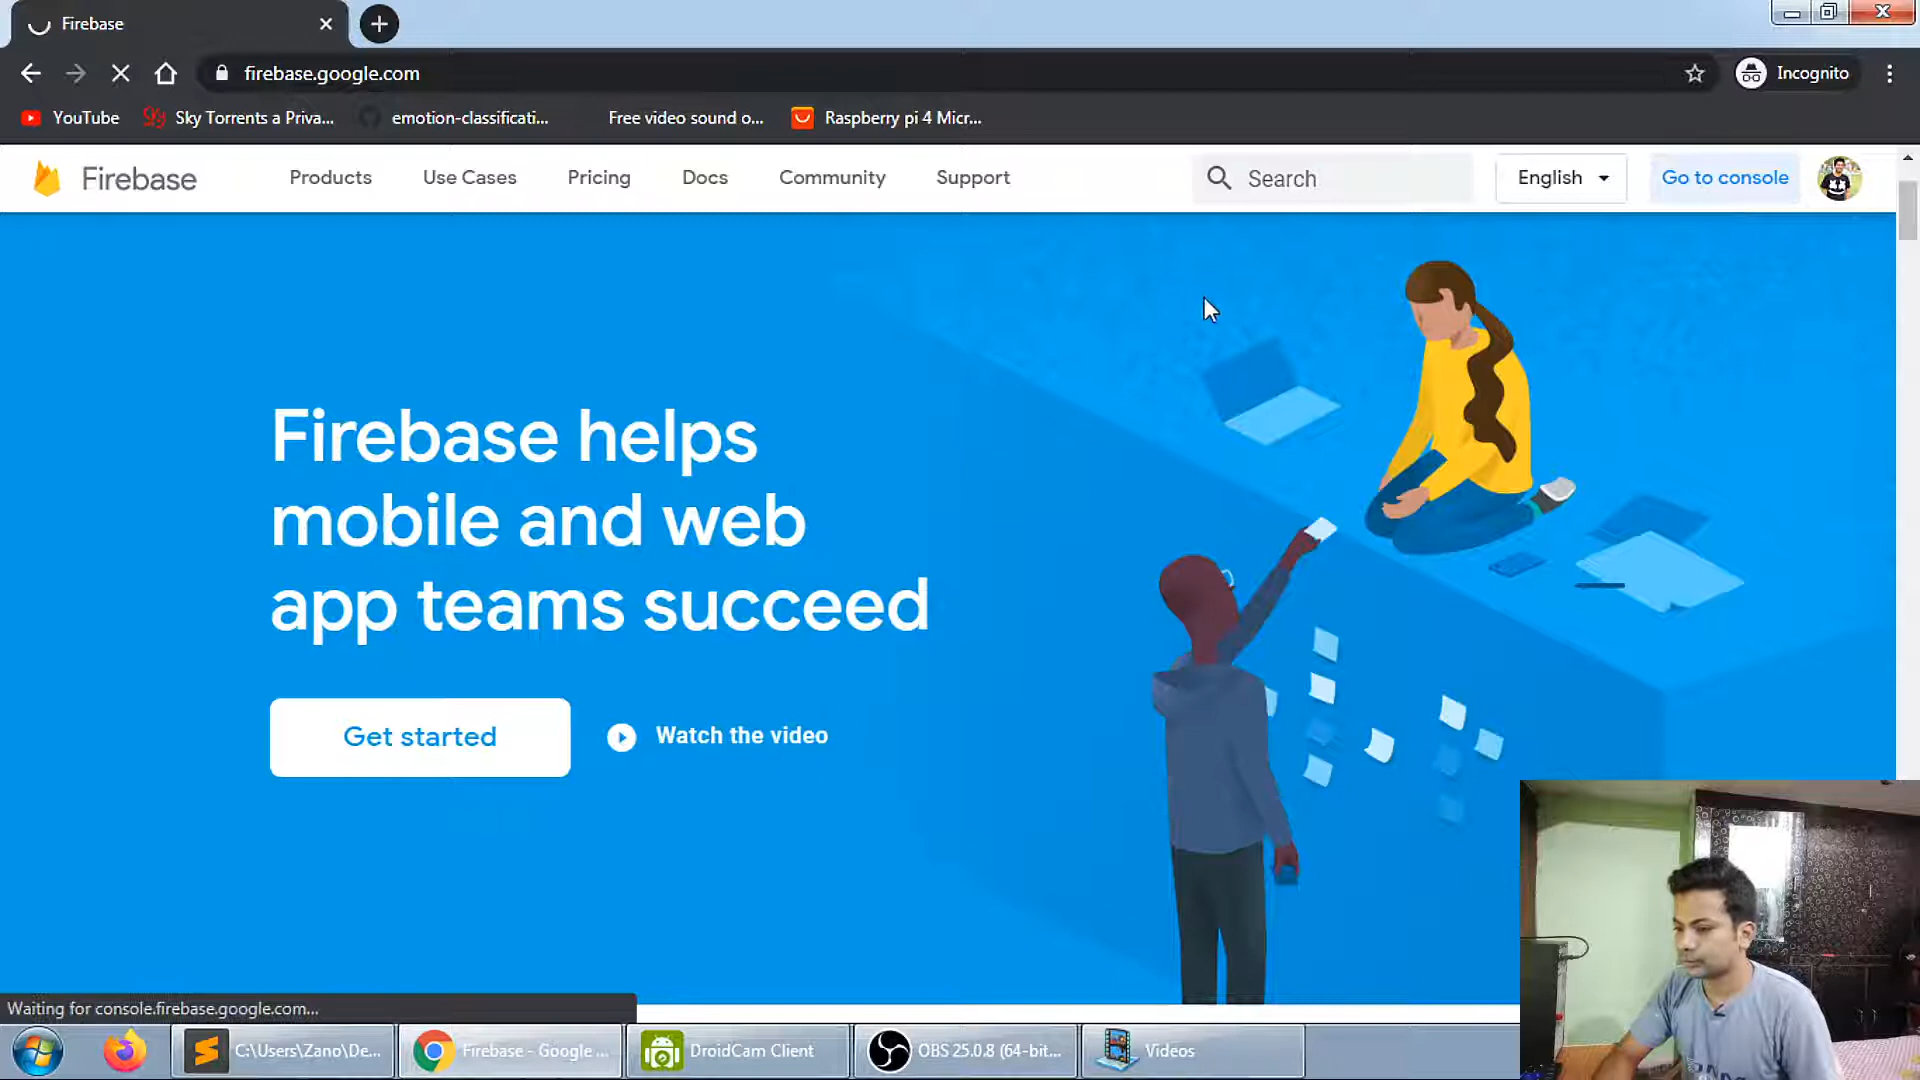 Firebase
firebase.google.com
Incognito
YouTube
Sky Torrents a Priva...
emotion-classificati...
Free video sound o...
Raspberry pi 4 Micr...
Firebase
Products
Use Cases
Pricing
Docs
Community
Support
Search
English
Go to console
Firebase helps
mobile and web
app teams succeed
Get started
Watch the video
Waiting for console.firebase.google.com...
C:\Users\Zano\De...
Firebase - Google ...
DroidCam Client
OBS 25.0.8 (64-bit...
Videos